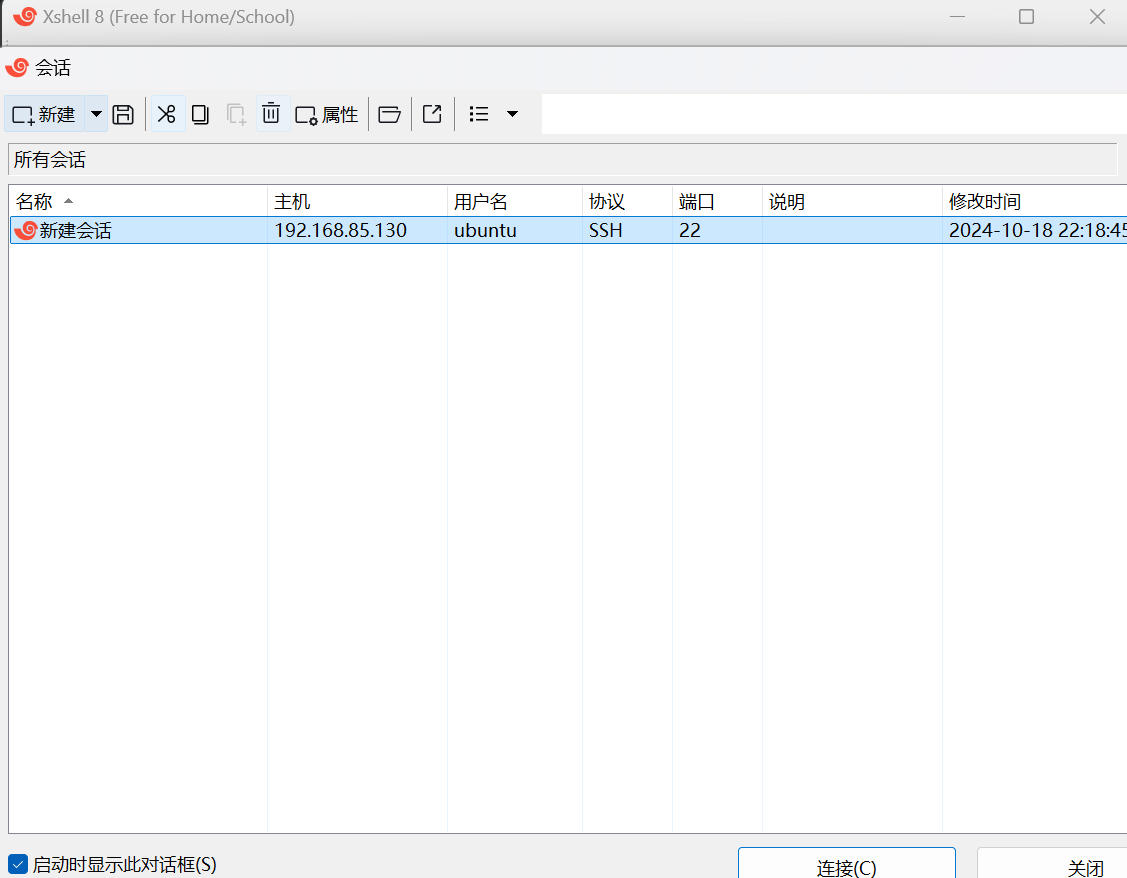 Xshell 8 (Free for Home/School)
会话
新建 属性
所有会话
名称 主机 用户名 协议 端口 说明 修改时间
新建会话 192.168.85.130 ubuntu SSH 22 2024-10-18 22:18:45
启动时显示此对话框(S) 连接(C) 关闭